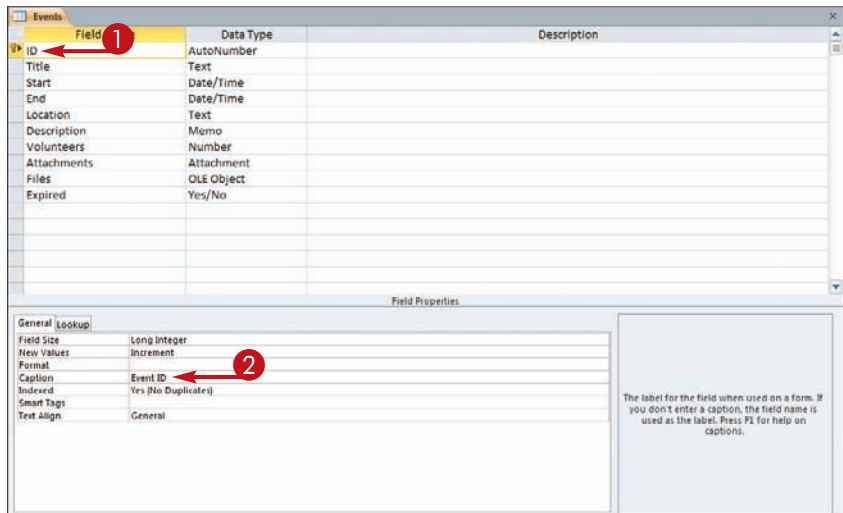 Events
Field Data Type Description
1
ID AutoNumber
Title Text
Start Date/Time
End Date/Time
Location Text
Description Memo
Volunteers Number
Attachments Attachment
Files OLE Object
Expired Yes/No
Field Properties
General Lookup
Field Size Long Integer
New Values Increment
Format
2
Caption Event ID
Indexed Yes (No Duplicates)
Smart Tags
Text Align General
The label for the field when used on a form. If
you don't enter a caption, the field name is
used as the label. Press F1 for help on
captions.